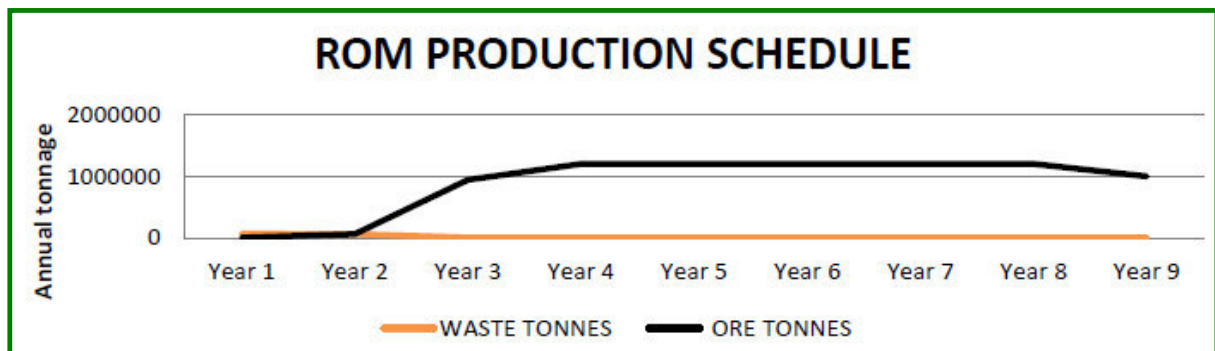 ROM PRODUCTION SCHEDULE
Annual tonnage
2000000
1000000
0
Year 1 Year 2 Year 3 Year 4 Year 5 Year 6 Year 7 Year 8 Year 9
WASTE TONNES ORE TONNES